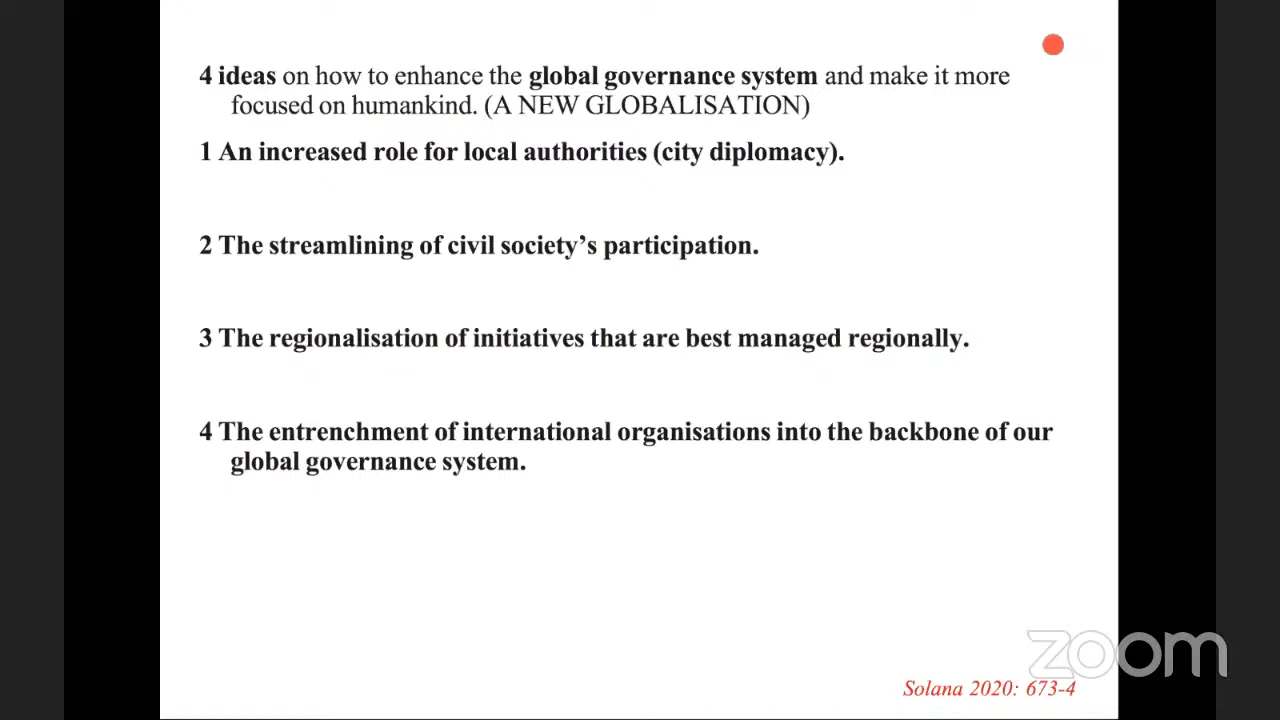 4 ideas on how to enhance the global governance system and make it more
focused on humankind. (A NEW GLOBALISATION)
1 An increased role for local authorities (city diplomacy).
2 The streamlining of civil society’s participation.
3 The regionalisation of initiatives that are best managed regionally.
4 The entrenchment of international organisations into the backbone of our
global governance system.
zoom
Solana 2020: 673-4